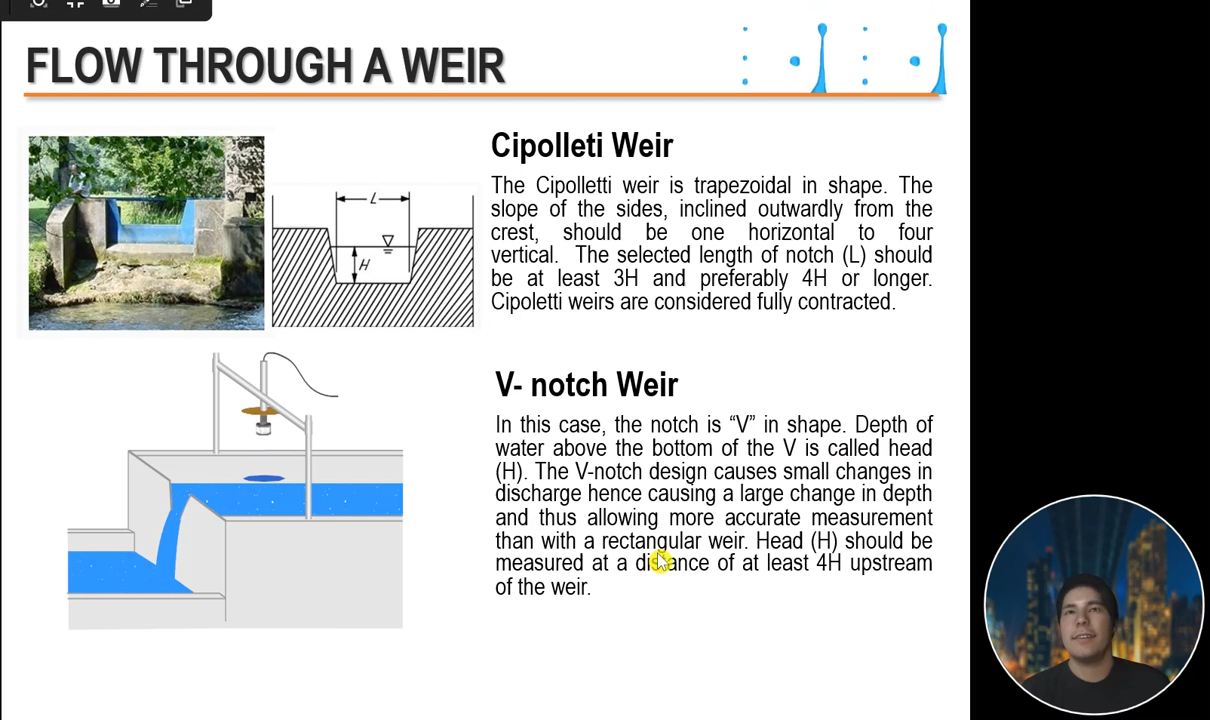 FLOW THROUGH A WEIR
Cipolleti Weir
The Cipolletti weir is trapezoidal in shape. The
slope of the sides, inclined outwardly from the
crest, should be one horizontal to four
vertical. The selected length of notch (L) should
be at least 3H and preferably 4H or longer.
Cipoletti weirs are considered fully contracted.
L
H
V- notch Weir
In this case, the notch is “V” in shape. Depth of
water above the bottom of the V is called head
(H). The V-notch design causes small changes in
discharge hence causing a large change in depth
and thus allowing more accurate measurement
than with a rectangular weir. Head (H) should be
measured at a distance of at least 4H upstream
of the weir.